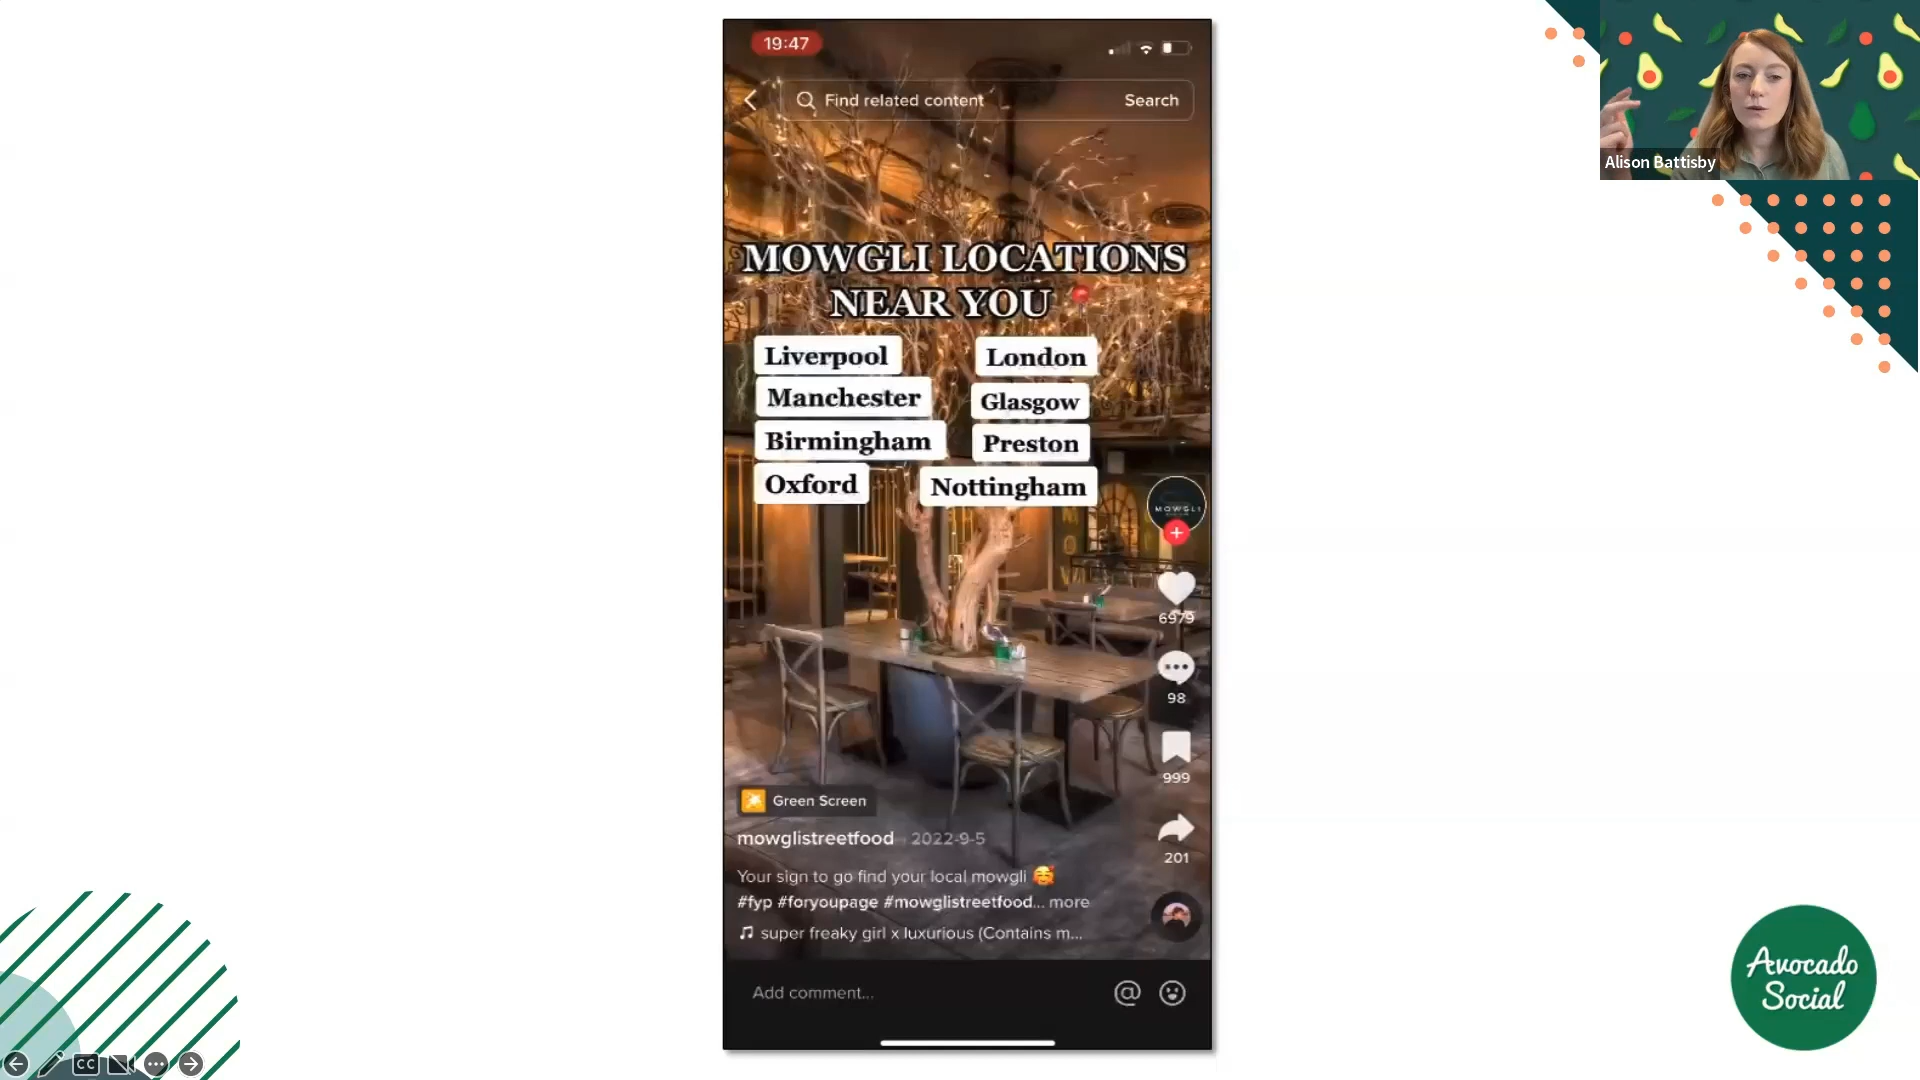 19:47
Find related content Search
Alison Battisby
MOWGLI LOCATIONS
NEAR YOU
Liverpool London
Manchester Glasgow
Birmingham Preston
Oxford Nottingham
MOWGLI
6979
98
999
Green Screen
mowglistreetfood 2022-9-5
201
Your sign to go find your local mowgli
#fyp #foryoupage #mowglistreetfood... more
super freaky girl x luxurious (Contains m...
Add comment...
Avocado
Social
CC